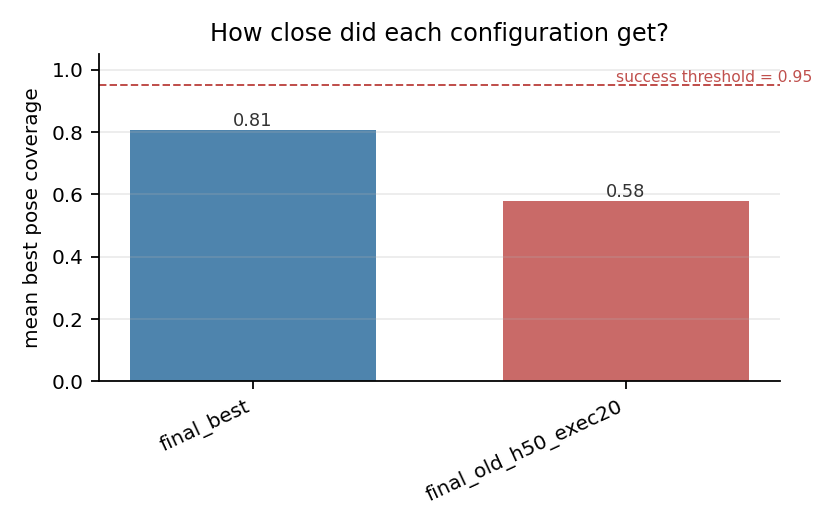 How close did each configuration get?
mean best pose coverage
1.0
0.8
0.6
0.4
0.2
0.0
success threshold = 0.95
0.81
0.58
final_best
final_old_h50_exec20